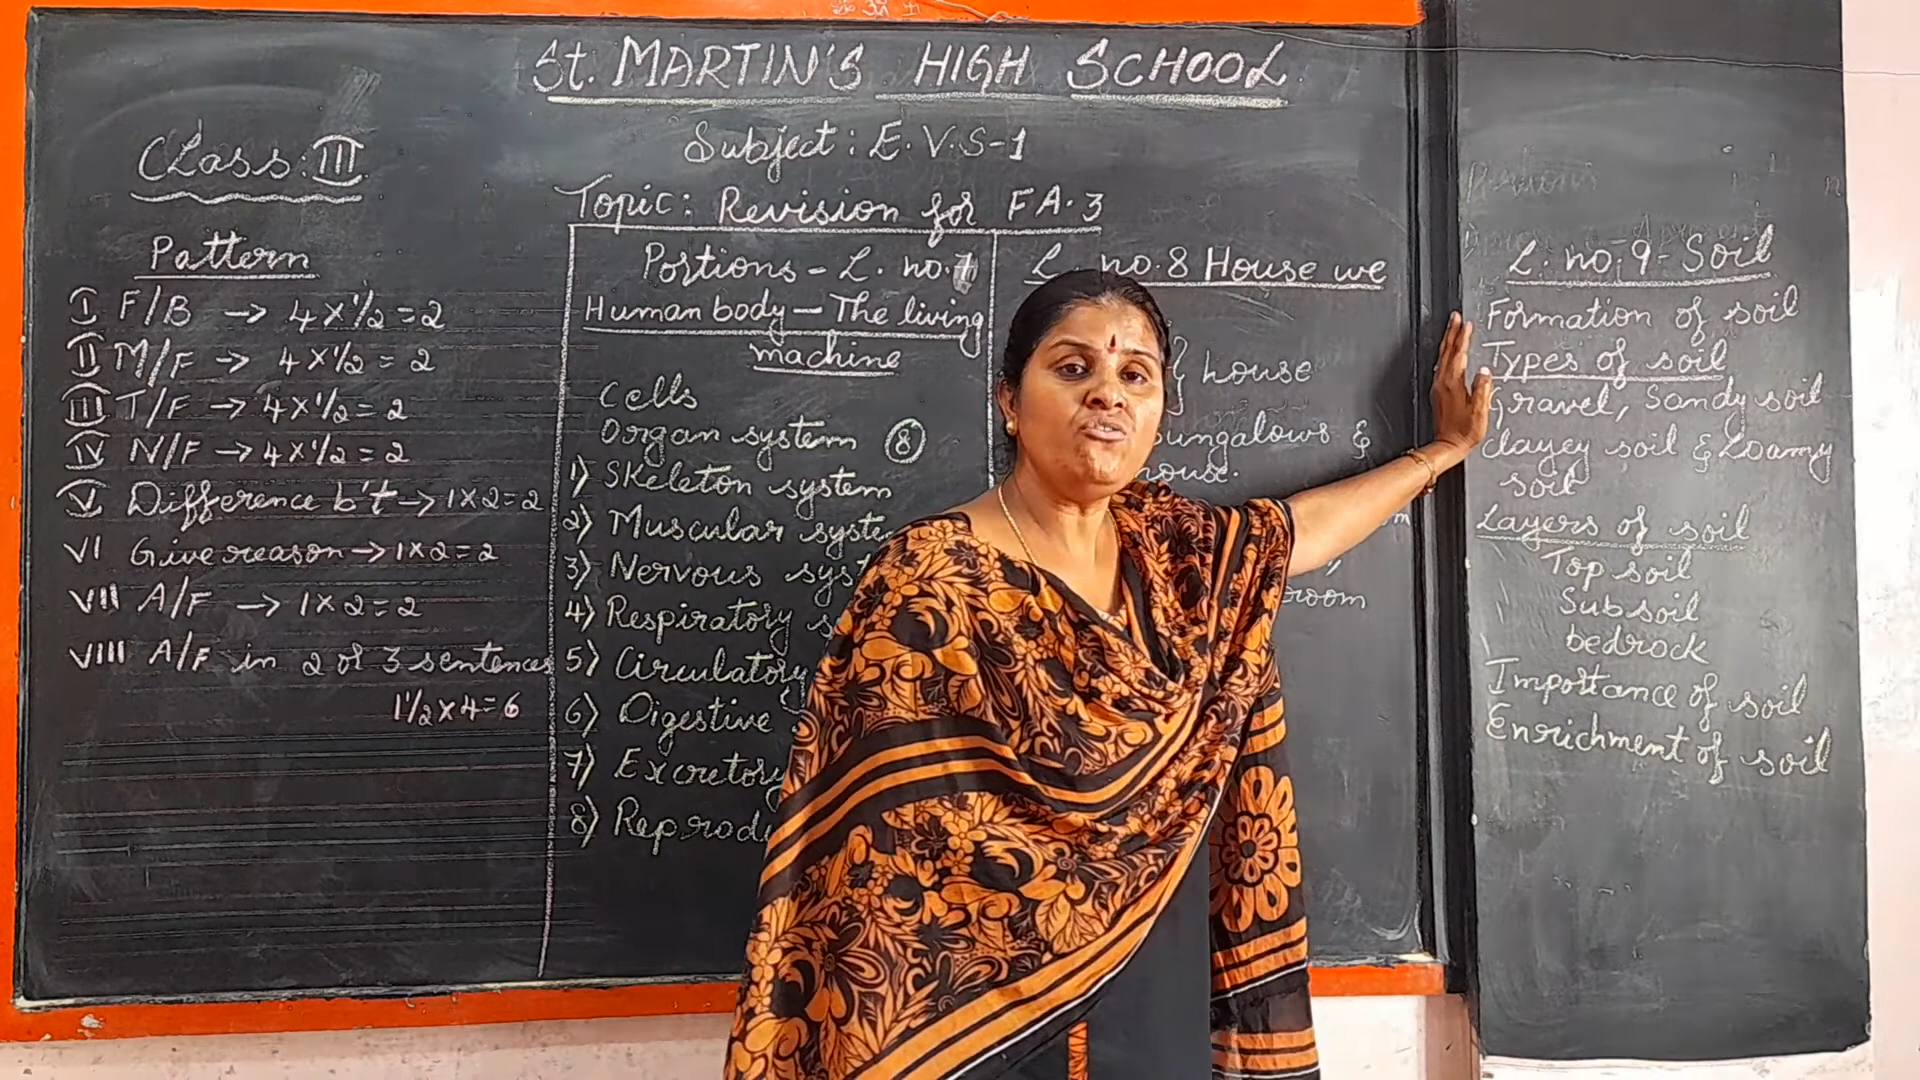 St. MARTIN'S HIGH SCHOOL
Class: III
Subject: E.V.S-1
Topic: Revision for FA.3
Pattern
I F/B → 4 x 1/2 = 2
II M/F → 4 x 1/2 = 2
III T/F → 4 x 1/2 = 2
IV N/F → 4 x 1/2 = 2
V Difference b't → 1 x 2 = 2
VI Give reason → 1 x 2 = 2
VII A/F → 1 x 2 = 2
VIII A/F in 2 or 3 sentences
1 1/2 x 4 = 6
Portions - L. no. 7
Human body - The living
machine
Cells
Organ system 8
1) Skeleton system
2) Muscular syste
3) Nervous syst
4) Respiratory s
5) Circulatory
6) Digestive
7) Excretory
8) Reprodu
L. no. 8 House we
house
bungalows &
house.
room
L. no. 9 - Soil
Formation of soil
Types of soil
Gravel, Sandy soil
clayey soil & Loamy
soil
Layers of soil
Top soil
Sub soil
bedrock
Importance of soil
Enrichment of soil